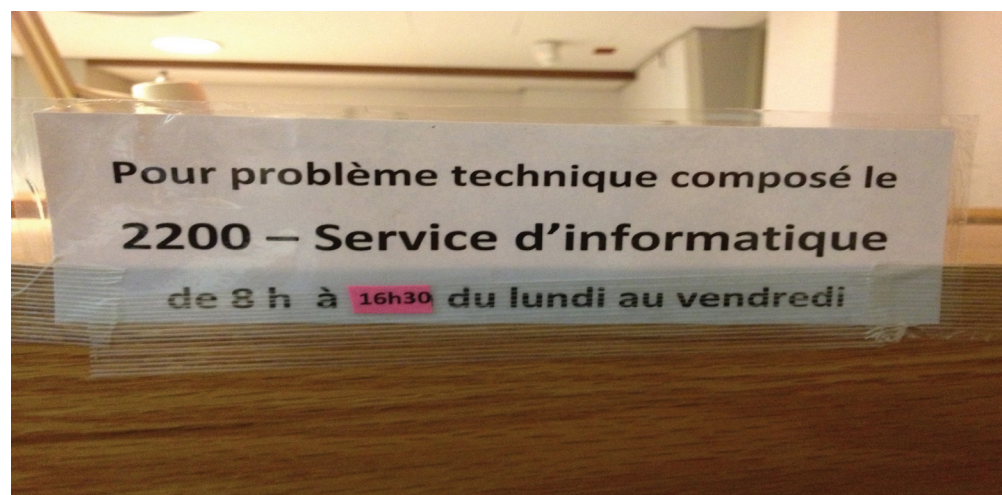 Pour problème technique composé le
2200 – Service d'informatique
de 8 h à 16h30 du lundi au vendredi